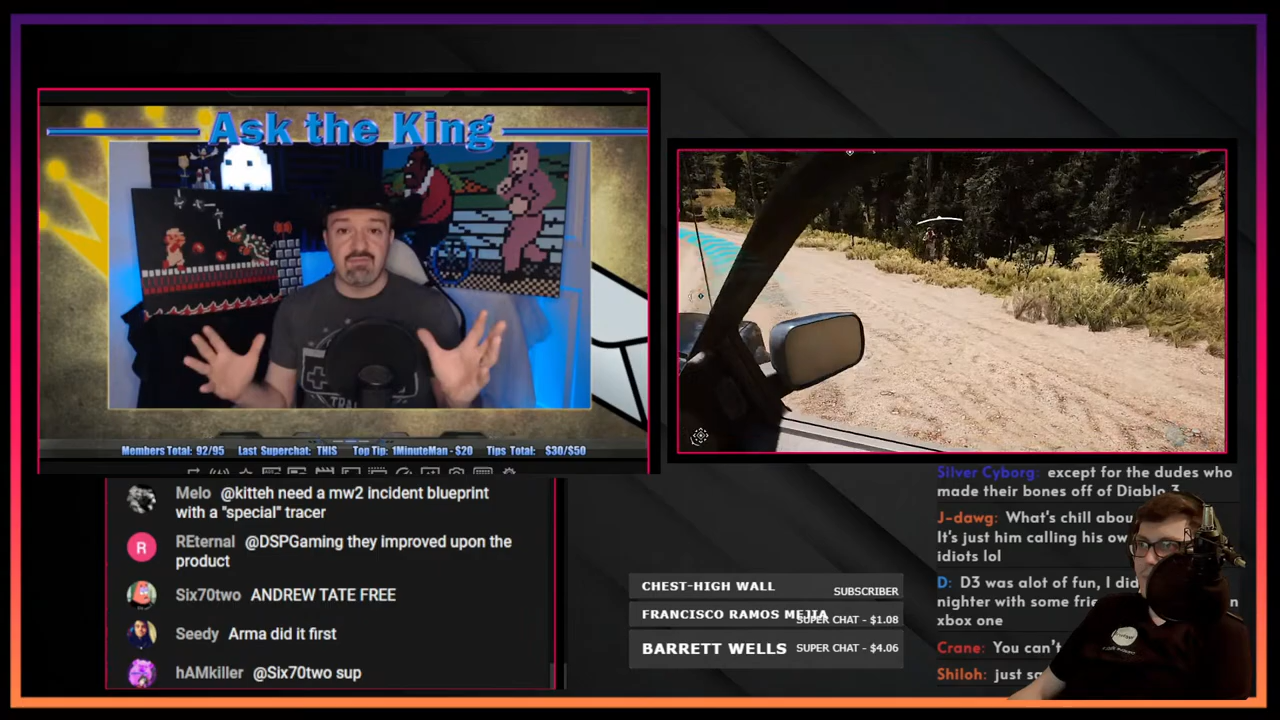 Ask the King
Members Total: 92/95 Last Superchat: THIS Top Tip: 1MinuteMan - $20 Tips Total: $30/$50
Melo @kitteh need a mw2 incident blueprint
with a "special" tracer
R REternal @DSPGaming they improved upon the
product
Six70two ANDREW TATE FREE
Seedy Arma did it first
hAMkiller @Six70two sup
CHEST-HIGH WALL SUBSCRIBER
FRANCISCO RAMOS MEJIA SUPER CHAT - $1.08
BARRETT WELLS SUPER CHAT - $4.06
Silver Cyborg: except for the dudes who
made their bones off of Diablo 3
J-dawg: What's chill abou
It's just him calling his ow
idiots lol
D: D3 was alot of fun, I did
nighter with some frie n
xbox one
Crane: You can't
Shiloh: just sa